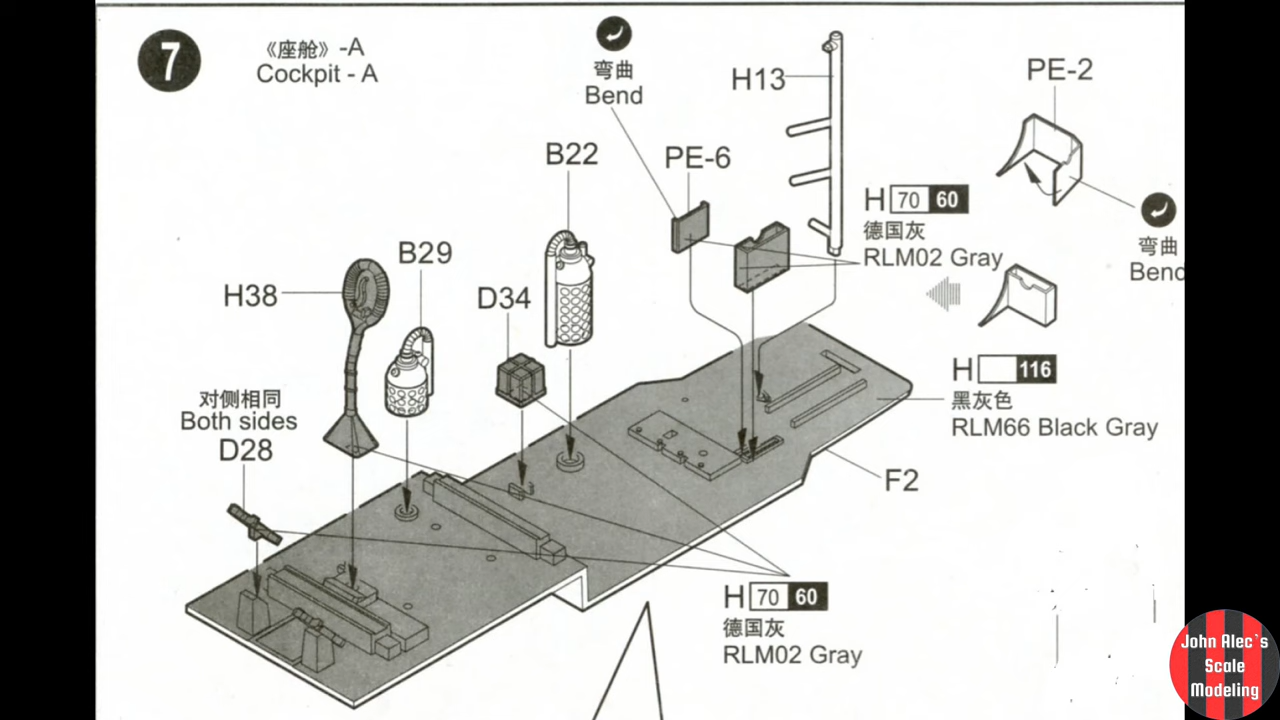 7
《座舱》-A
Cockpit - A
弯曲
Bend
H13
PE-2
B22
PE-6
H 70 60
德国灰
RLM02 Gray
弯曲
Bend
B29
H38
D34
H 116
黑灰色
RLM66 Black Gray
对侧相同
Both sides
D28
F2
H 70 60
德国灰
RLM02 Gray
John Alec's
Scale
Modeling